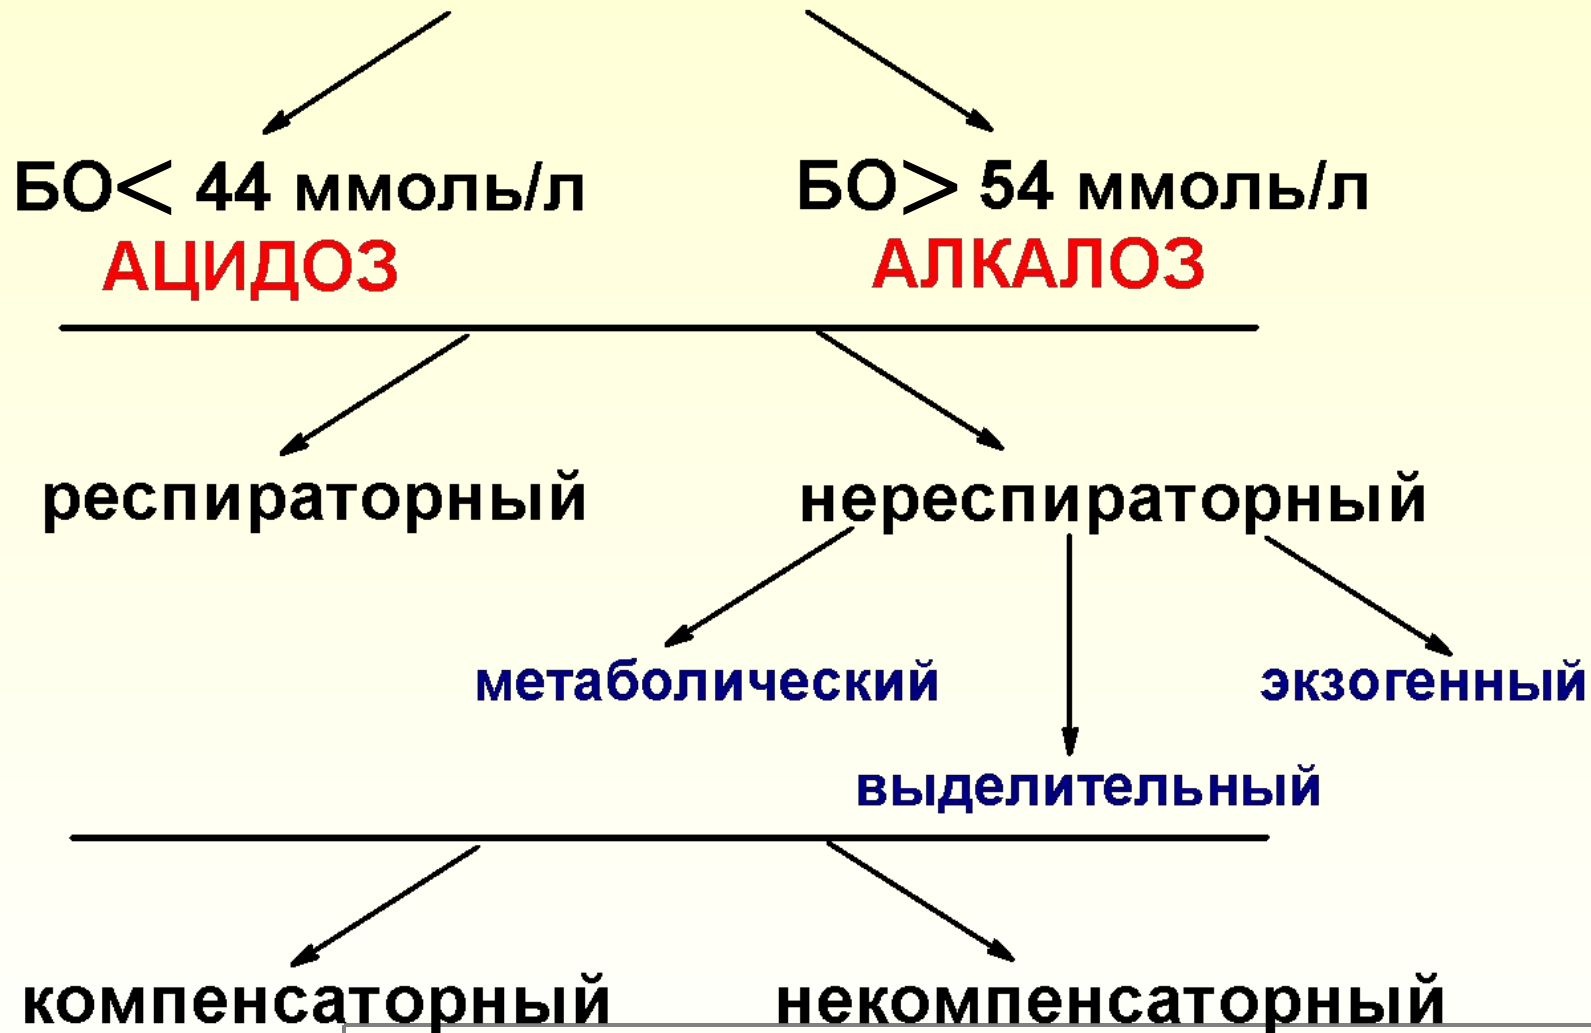 БО< 44 ммоль/л БО> 54 ммоль/л
АЦИДОЗ АЛКАЛОЗ
респираторный нереспираторный
метаболический экзогенный
выделительный
компенсаторный некомпенсаторный